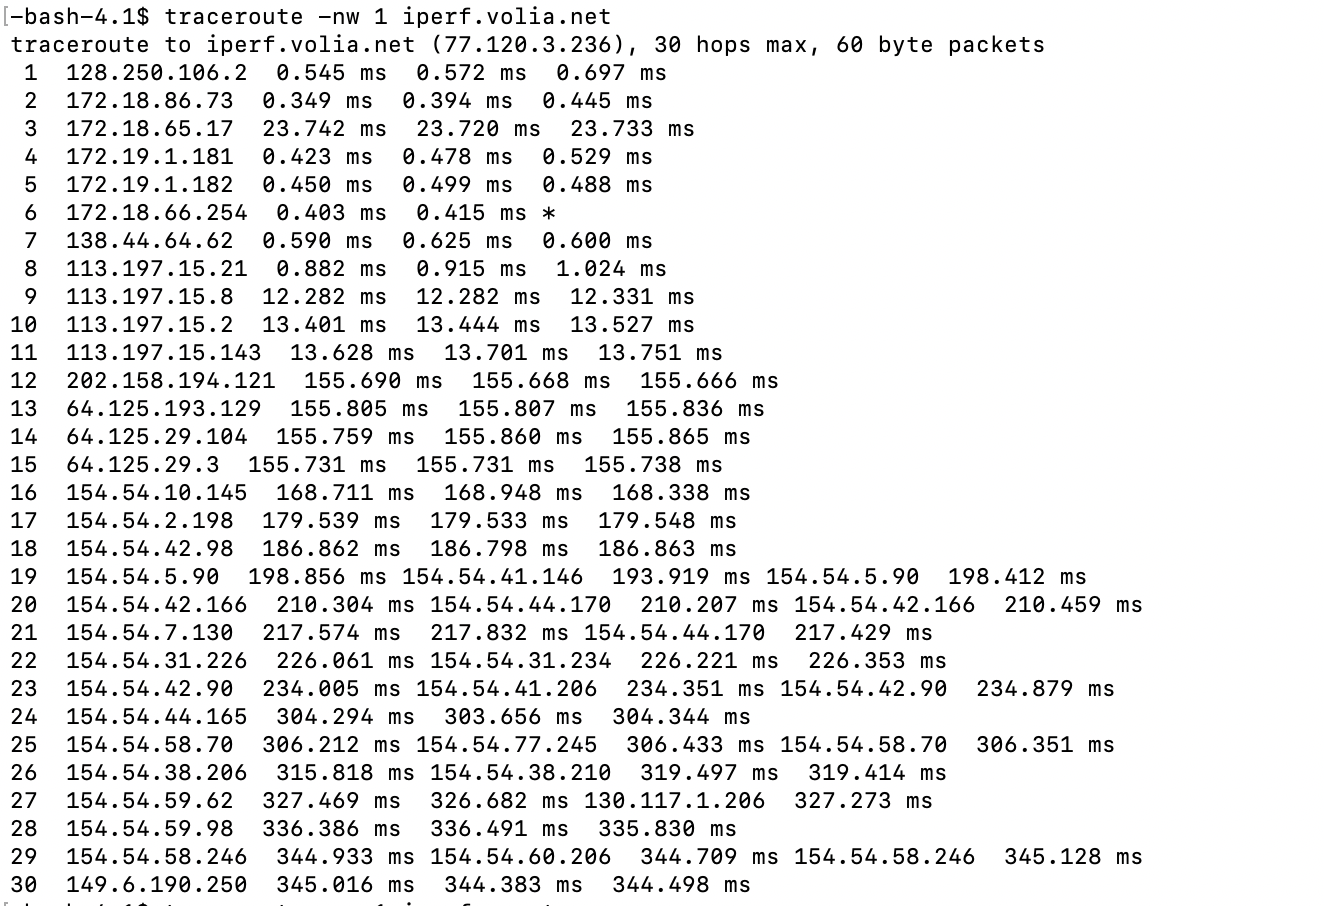 [-bash-4.1$ traceroute -nw 1 iperf.volia.net
traceroute to iperf.volia.net (77.120.3.236), 30 hops max, 60 byte packets
1 128.250.106.2 0.545 ms 0.572 ms 0.697 ms
2 172.18.86.73 0.349 ms 0.394 ms 0.445 ms
3 172.18.65.17 23.742 ms 23.720 ms 23.733 ms
4 172.19.1.181 0.423 ms 0.478 ms 0.529 ms
5 172.19.1.182 0.450 ms 0.499 ms 0.488 ms
6 172.18.66.254 0.403 ms 0.415 ms *
7 138.44.64.62 0.590 ms 0.625 ms 0.600 ms
8 113.197.15.21 0.882 ms 0.915 ms 1.024 ms
9 113.197.15.8 12.282 ms 12.282 ms 12.331 ms
10 113.197.15.2 13.401 ms 13.444 ms 13.527 ms
11 113.197.15.143 13.628 ms 13.701 ms 13.751 ms
12 202.158.194.121 155.690 ms 155.668 ms 155.666 ms
13 64.125.193.129 155.805 ms 155.807 ms 155.836 ms
14 64.125.29.104 155.759 ms 155.860 ms 155.865 ms
15 64.125.29.3 155.731 ms 155.731 ms 155.738 ms
16 154.54.10.145 168.711 ms 168.948 ms 168.338 ms
17 154.54.2.198 179.539 ms 179.533 ms 179.548 ms
18 154.54.42.98 186.862 ms 186.798 ms 186.863 ms
19 154.54.5.90 198.856 ms 154.54.41.146 193.919 ms 154.54.5.90 198.412 ms
20 154.54.42.166 210.304 ms 154.54.44.170 210.207 ms 154.54.42.166 210.459 ms
21 154.54.7.130 217.574 ms 217.832 ms 154.54.44.170 217.429 ms
22 154.54.31.226 226.061 ms 154.54.31.234 226.221 ms 226.353 ms
23 154.54.42.90 234.005 ms 154.54.41.206 234.351 ms 154.54.42.90 234.879 ms
24 154.54.44.165 304.294 ms 303.656 ms 304.344 ms
25 154.54.58.70 306.212 ms 154.54.77.245 306.433 ms 154.54.58.70 306.351 ms
26 154.54.38.206 315.818 ms 154.54.38.210 319.497 ms 319.414 ms
27 154.54.59.62 327.469 ms 326.682 ms 130.117.1.206 327.273 ms
28 154.54.59.98 336.386 ms 336.491 ms 335.830 ms
29 154.54.58.246 344.933 ms 154.54.60.206 344.709 ms 154.54.58.246 345.128 ms
30 149.6.190.250 345.016 ms 344.383 ms 344.498 ms